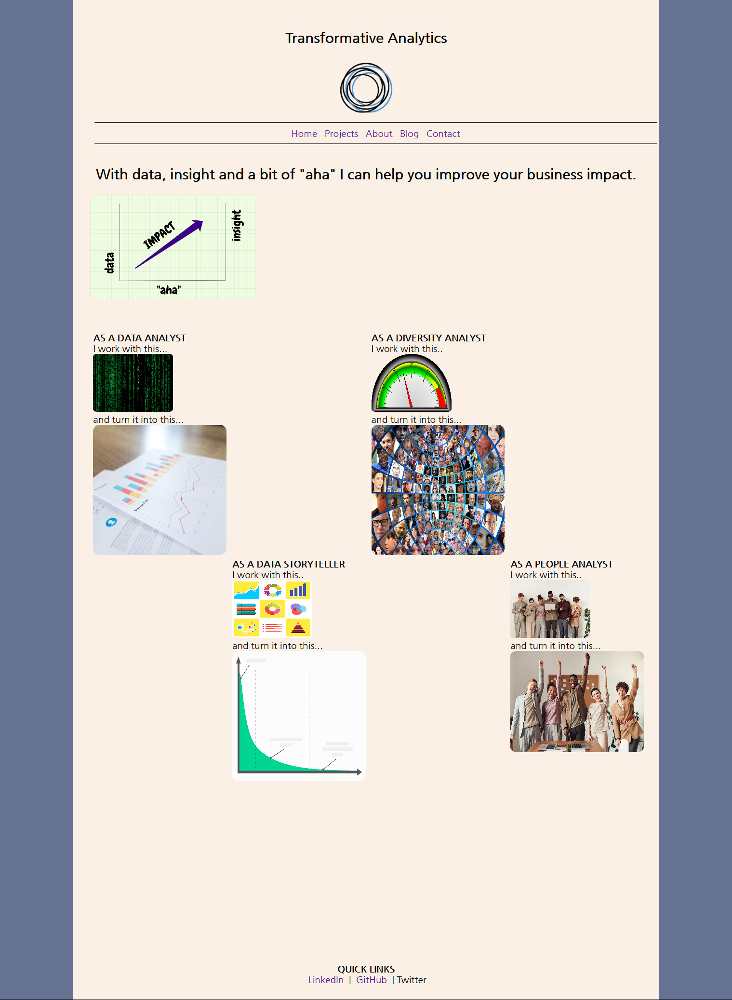 Transformative Analytics
Home Projects About Blog Contact
With data, insight and a bit of "aha" I can help you improve your business impact.
IMPACT
insight
data
"aha"
AS A DATA ANALYST
I work with this...
and turn it into this...
AS A DIVERSITY ANALYST
I work with this..
and turn it into this...
AS A DATA STORYTELLER
I work with this..
and turn it into this...
AS A PEOPLE ANALYST
I work with this..
and turn it into this...
QUICK LINKS
LinkedIn | GitHub | Twitter